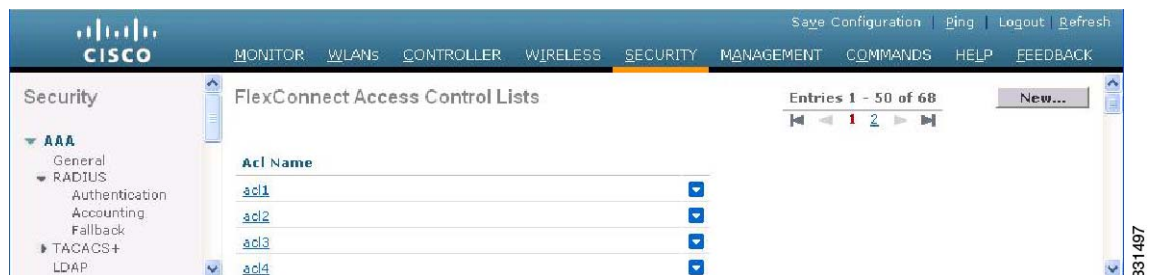 Save Configuration | Ping | Logout | Refresh
CISCO
MONITOR WLANs CONTROLLER WIRELESS SECURITY MANAGEMENT COMMANDS HELP FEEDBACK
Security
FlexConnect Access Control Lists
Entries 1 - 50 of 68
New...
1 2
AAA
General
RADIUS
Authentication
Accounting
Fallback
TACACS+
LDAP
Acl Name
acl1
acl2
acl3
acl4
331497